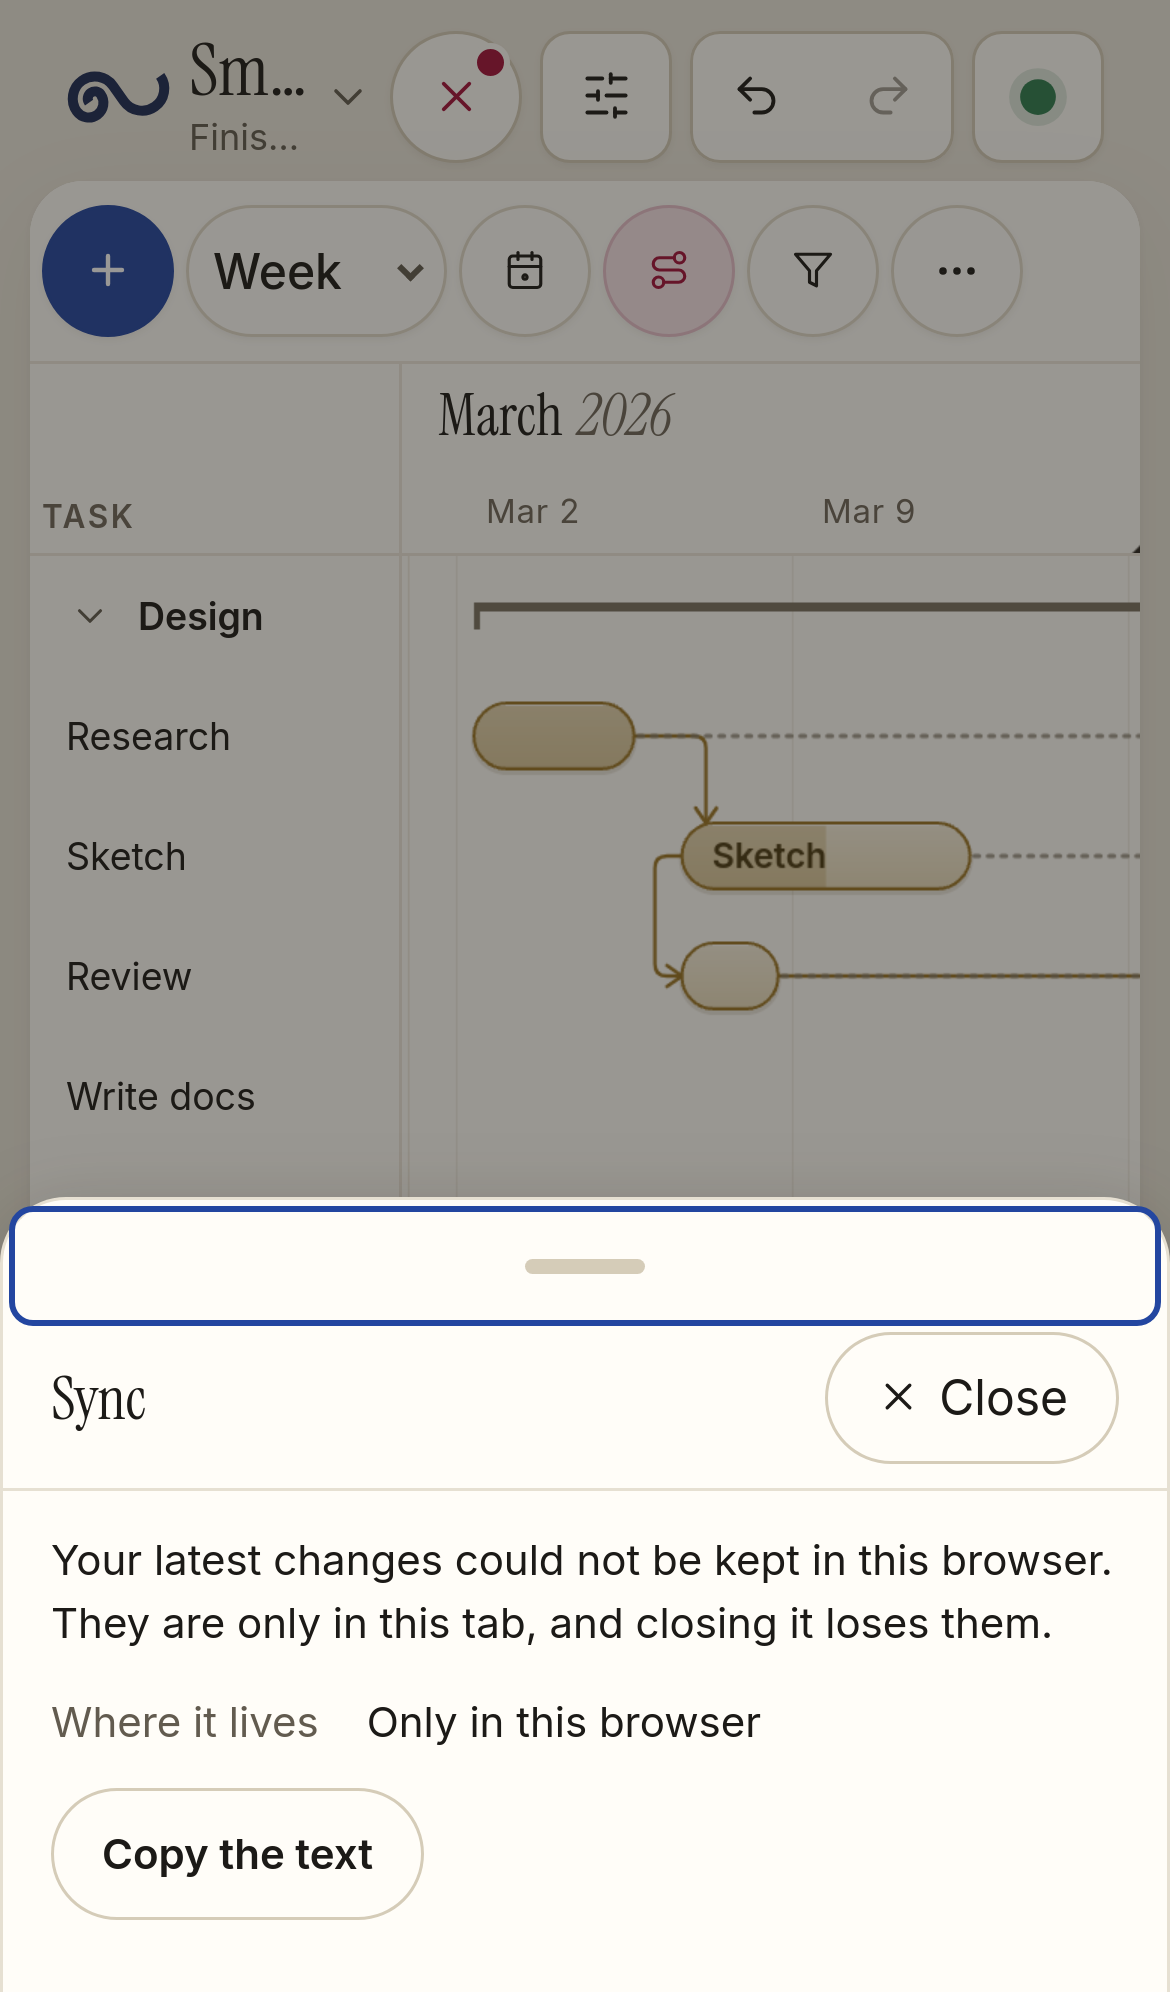 Sm...
Finis...
Week
March 2026
TASK
Mar 2
Mar 9
Design
Research
Sketch
Sketch
Review
Write docs
Sync
Close
Your latest changes could not be kept in this browser.
They are only in this tab, and closing it loses them.
Where it lives Only in this browser
Copy the text